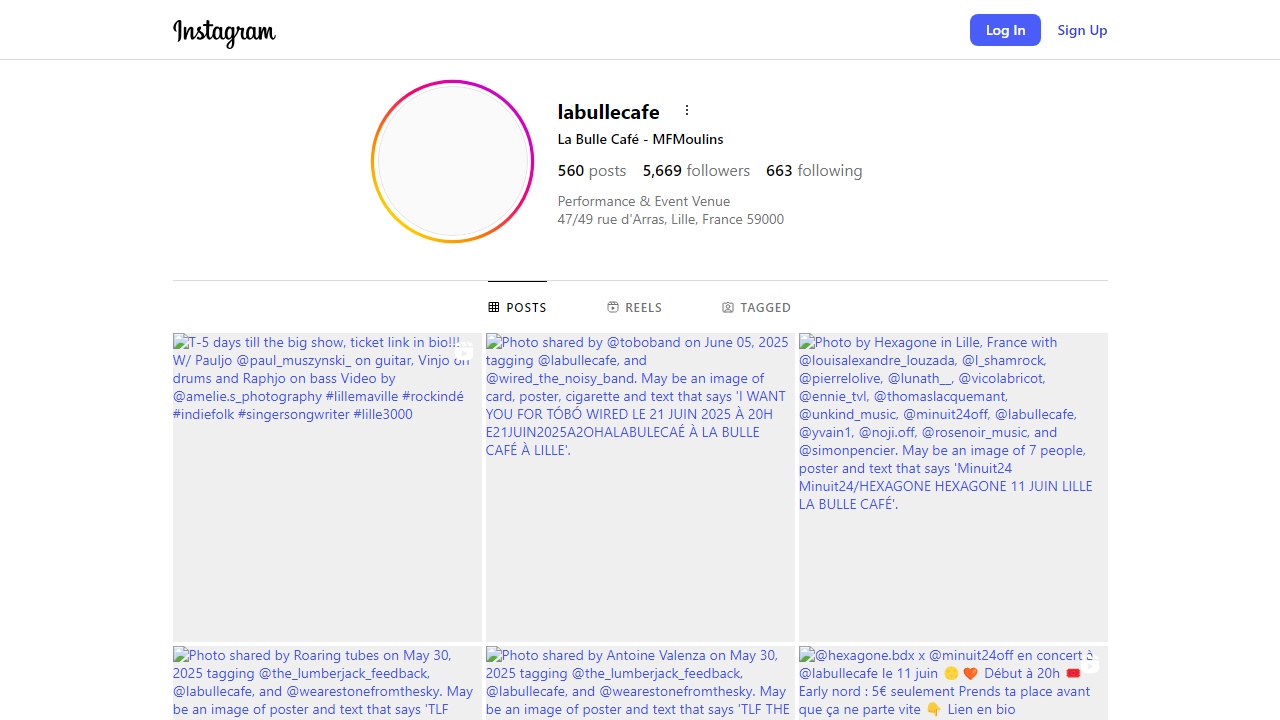 Instagram
Log In
Sign Up
labullecafe
La Bulle Café - MFMoulins
560 posts 5,669 followers 663 following
Performance & Event Venue
47/49 rue d'Arras, Lille, France 59000
POSTS
REELS
TAGGED
T-5 days till the big show, ticket link in bio!!!
W/ Pauljo @paul_muszynski_ on guitar, Vinjo on
drums and Raphjo on bass Video by
@amelie.s_photography #lillemaville #rockindé
#indiefolk #singersongwriter #lille3000
Photo shared by @toboband on June 05, 2025
tagging @labullecafe, and
@wired_the_noisy_band. May be an image of
card, poster, cigarette and text that says 'I WANT
YOU FOR TÓBÓ WIRED LE 21 JUIN 2025 À 20H
E21JUIN2025A2OHALABULECAÉ À LA BULLE
CAFÉ À LILLE'.
Photo by Hexagone in Lille, France with
@louisalexandre_louzada, @l_shamrock,
@pierrelolive, @lunath__, @vicolabricot,
@ennie_tvl, @thomaslacquemant,
@unkind_music, @minuit24off, @labullecafe,
@yvain1, @noji.off, @rosenoir_music, and
@simonpencier. May be an image of 7 people,
poster and text that says 'Minuit24
Minuit24/HEXAGONE HEXAGONE 11 JUIN LILLE
LA BULLE CAFÉ'.
Photo shared by Roaring tubes on May 30,
2025 tagging @the_lumberjack_feedback,
@labullecafe, and @wearestonefromthesky. May
be an image of poster and text that says 'TLF
Photo shared by Antoine Valenza on May 30,
2025 tagging @the_lumberjack_feedback,
@labullecafe, and @wearestonefromthesky. May
be an image of poster and text that says 'TLF THE
@hexagone.bdx x @minuit24off en concert à
@labullecafe le 11 juin 🌕 🧡 Début à 20h 🎟️
Early nord : 5€ seulement Prends ta place avant
que ça ne parte vite 👇 Lien en bio